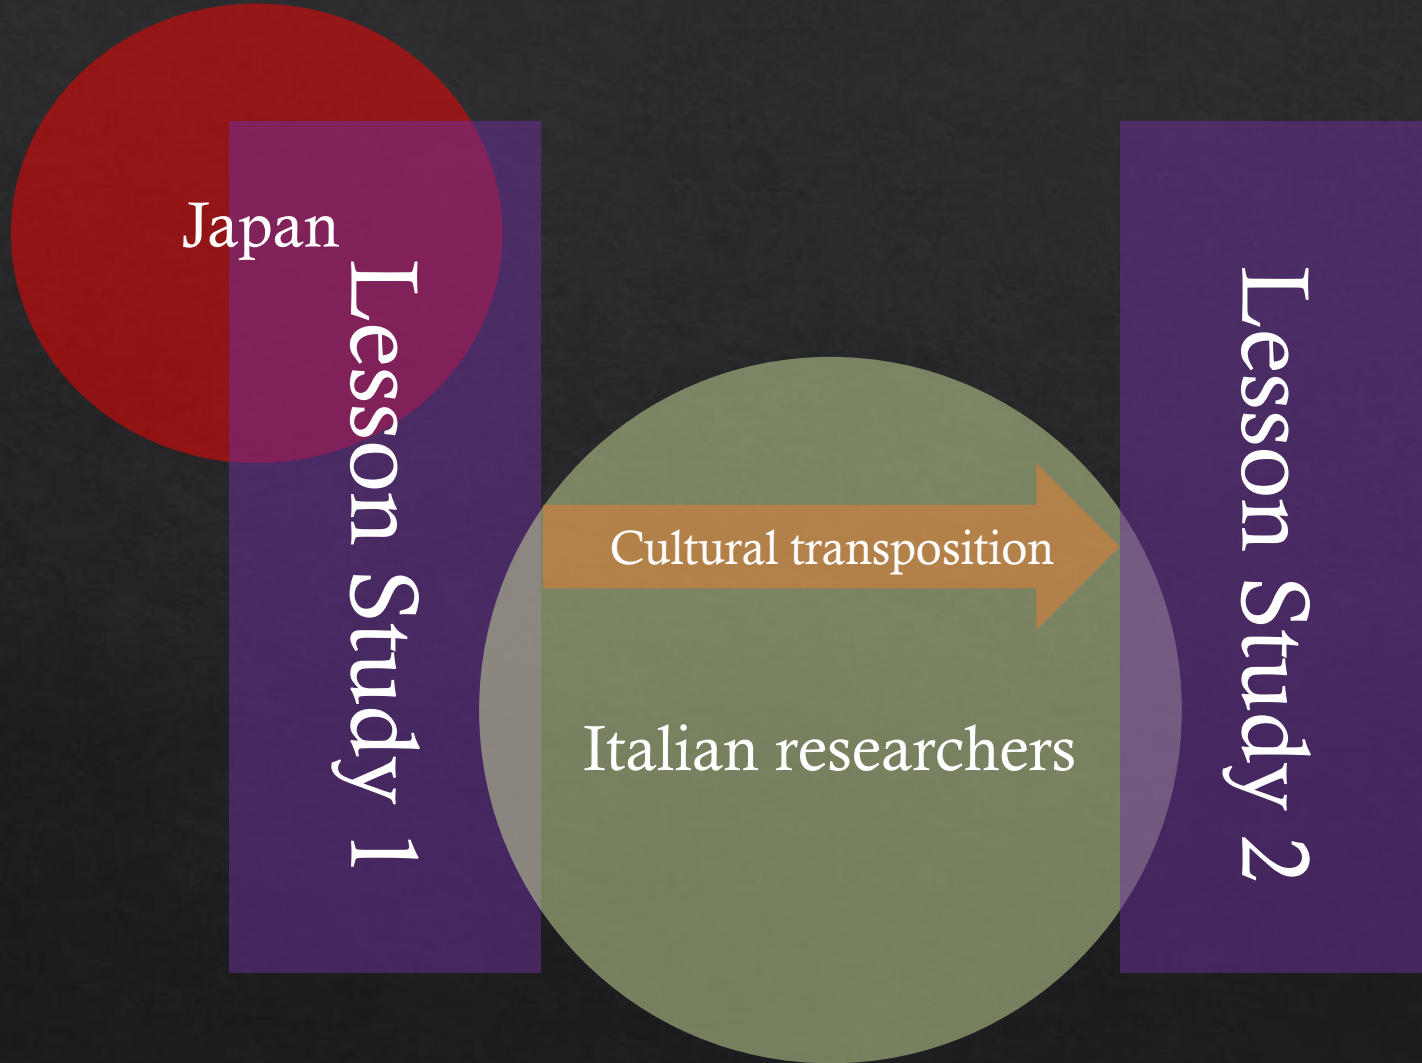 Japan
Lesson Study 1
Cultural transposition
Italian researchers
Lesson Study 2